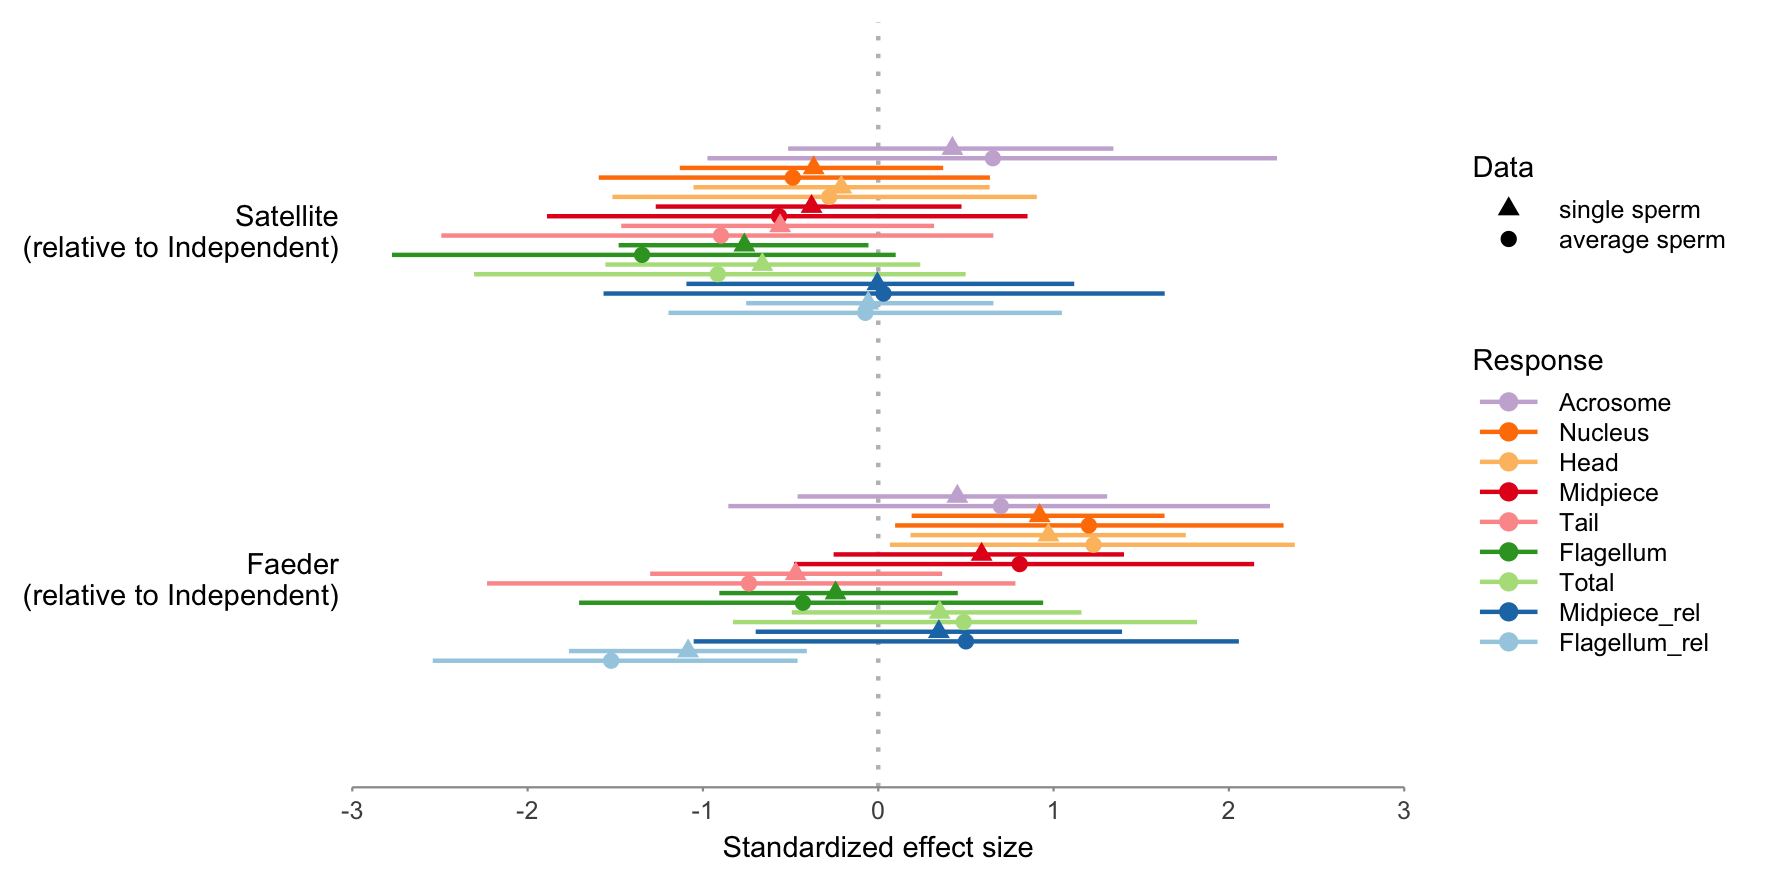 Satellite
(relative to Independent)
Faeder
(relative to Independent)
-3 -2 -1 0 1 2 3
Standardized effect size
Data
single sperm
average sperm
Response
Acrosome
Nucleus
Head
Midpiece
Tail
Flagellum
Total
Midpiece_rel
Flagellum_rel